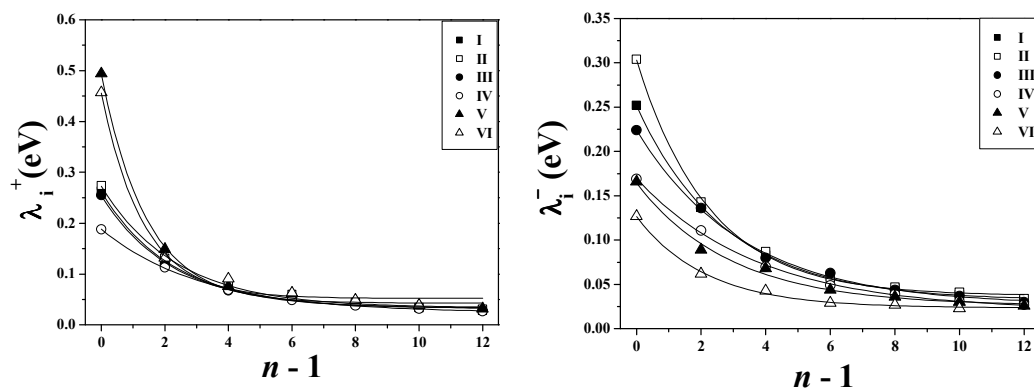 λi+ (eV)
0.6
0.5
0.4
0.3
0.2
0.1
0.0
0 2 4 6 8 10 12
n - 1
I
II
III
IV
V
VI
λi- (eV)
0.35
0.30
0.25
0.20
0.15
0.10
0.05
0.00
0 2 4 6 8 10 12
n - 1
I
II
III
IV
V
VI